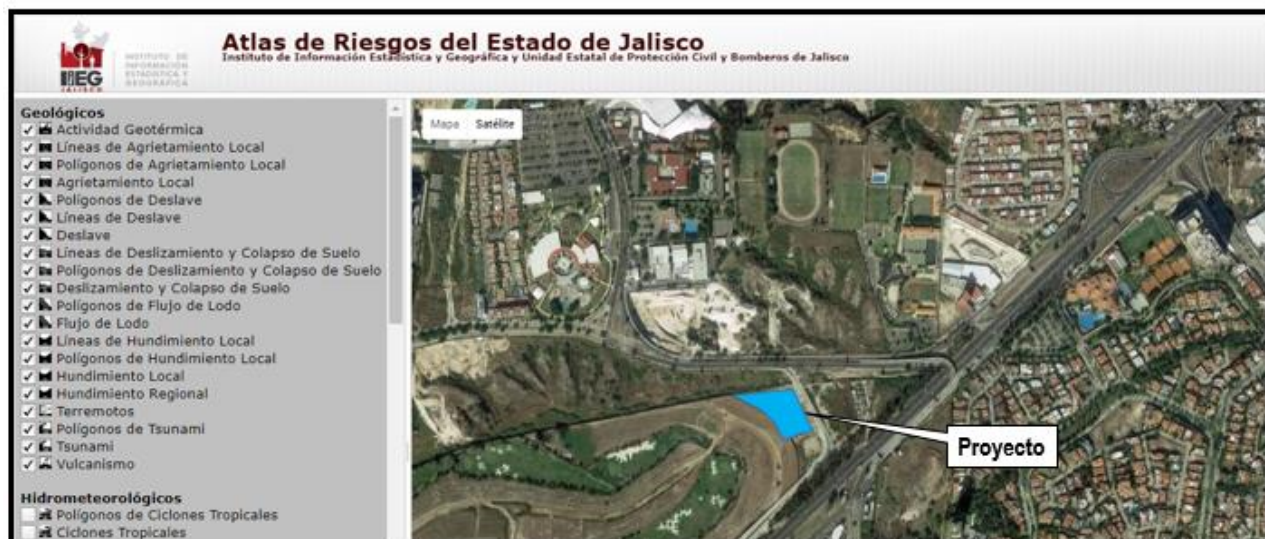 Atlas de Riesgos del Estado de Jalisco
Instituto de Información Estadística y Geográfica y Unidad Estatal de Protección Civil y Bomberos de Jalisco
IIEG
JALISCO
INSTITUTO DE
INFORMACIÓN
ESTADÍSTICA Y
GEOGRÁFICA
Geológicos
Actividad Geotérmica
Líneas de Agrietamiento Local
Polígonos de Agrietamiento Local
Agrietamiento Local
Polígonos de Deslave
Líneas de Deslave
Deslave
Líneas de Deslizamiento y Colapso de Suelo
Polígonos de Deslizamiento y Colapso de Suelo
Deslizamiento y Colapso de Suelo
Polígonos de Flujo de Lodo
Flujo de Lodo
Líneas de Hundimiento Local
Polígonos de Hundimiento Local
Hundimiento Local
Hundimiento Regional
Terremotos
Polígonos de Tsunami
Tsunami
Vulcanismo
Hidrometeorológicos
Polígonos de Ciclones Tropicales
Ciclones Tropicales
Mapa Satélite
Proyecto